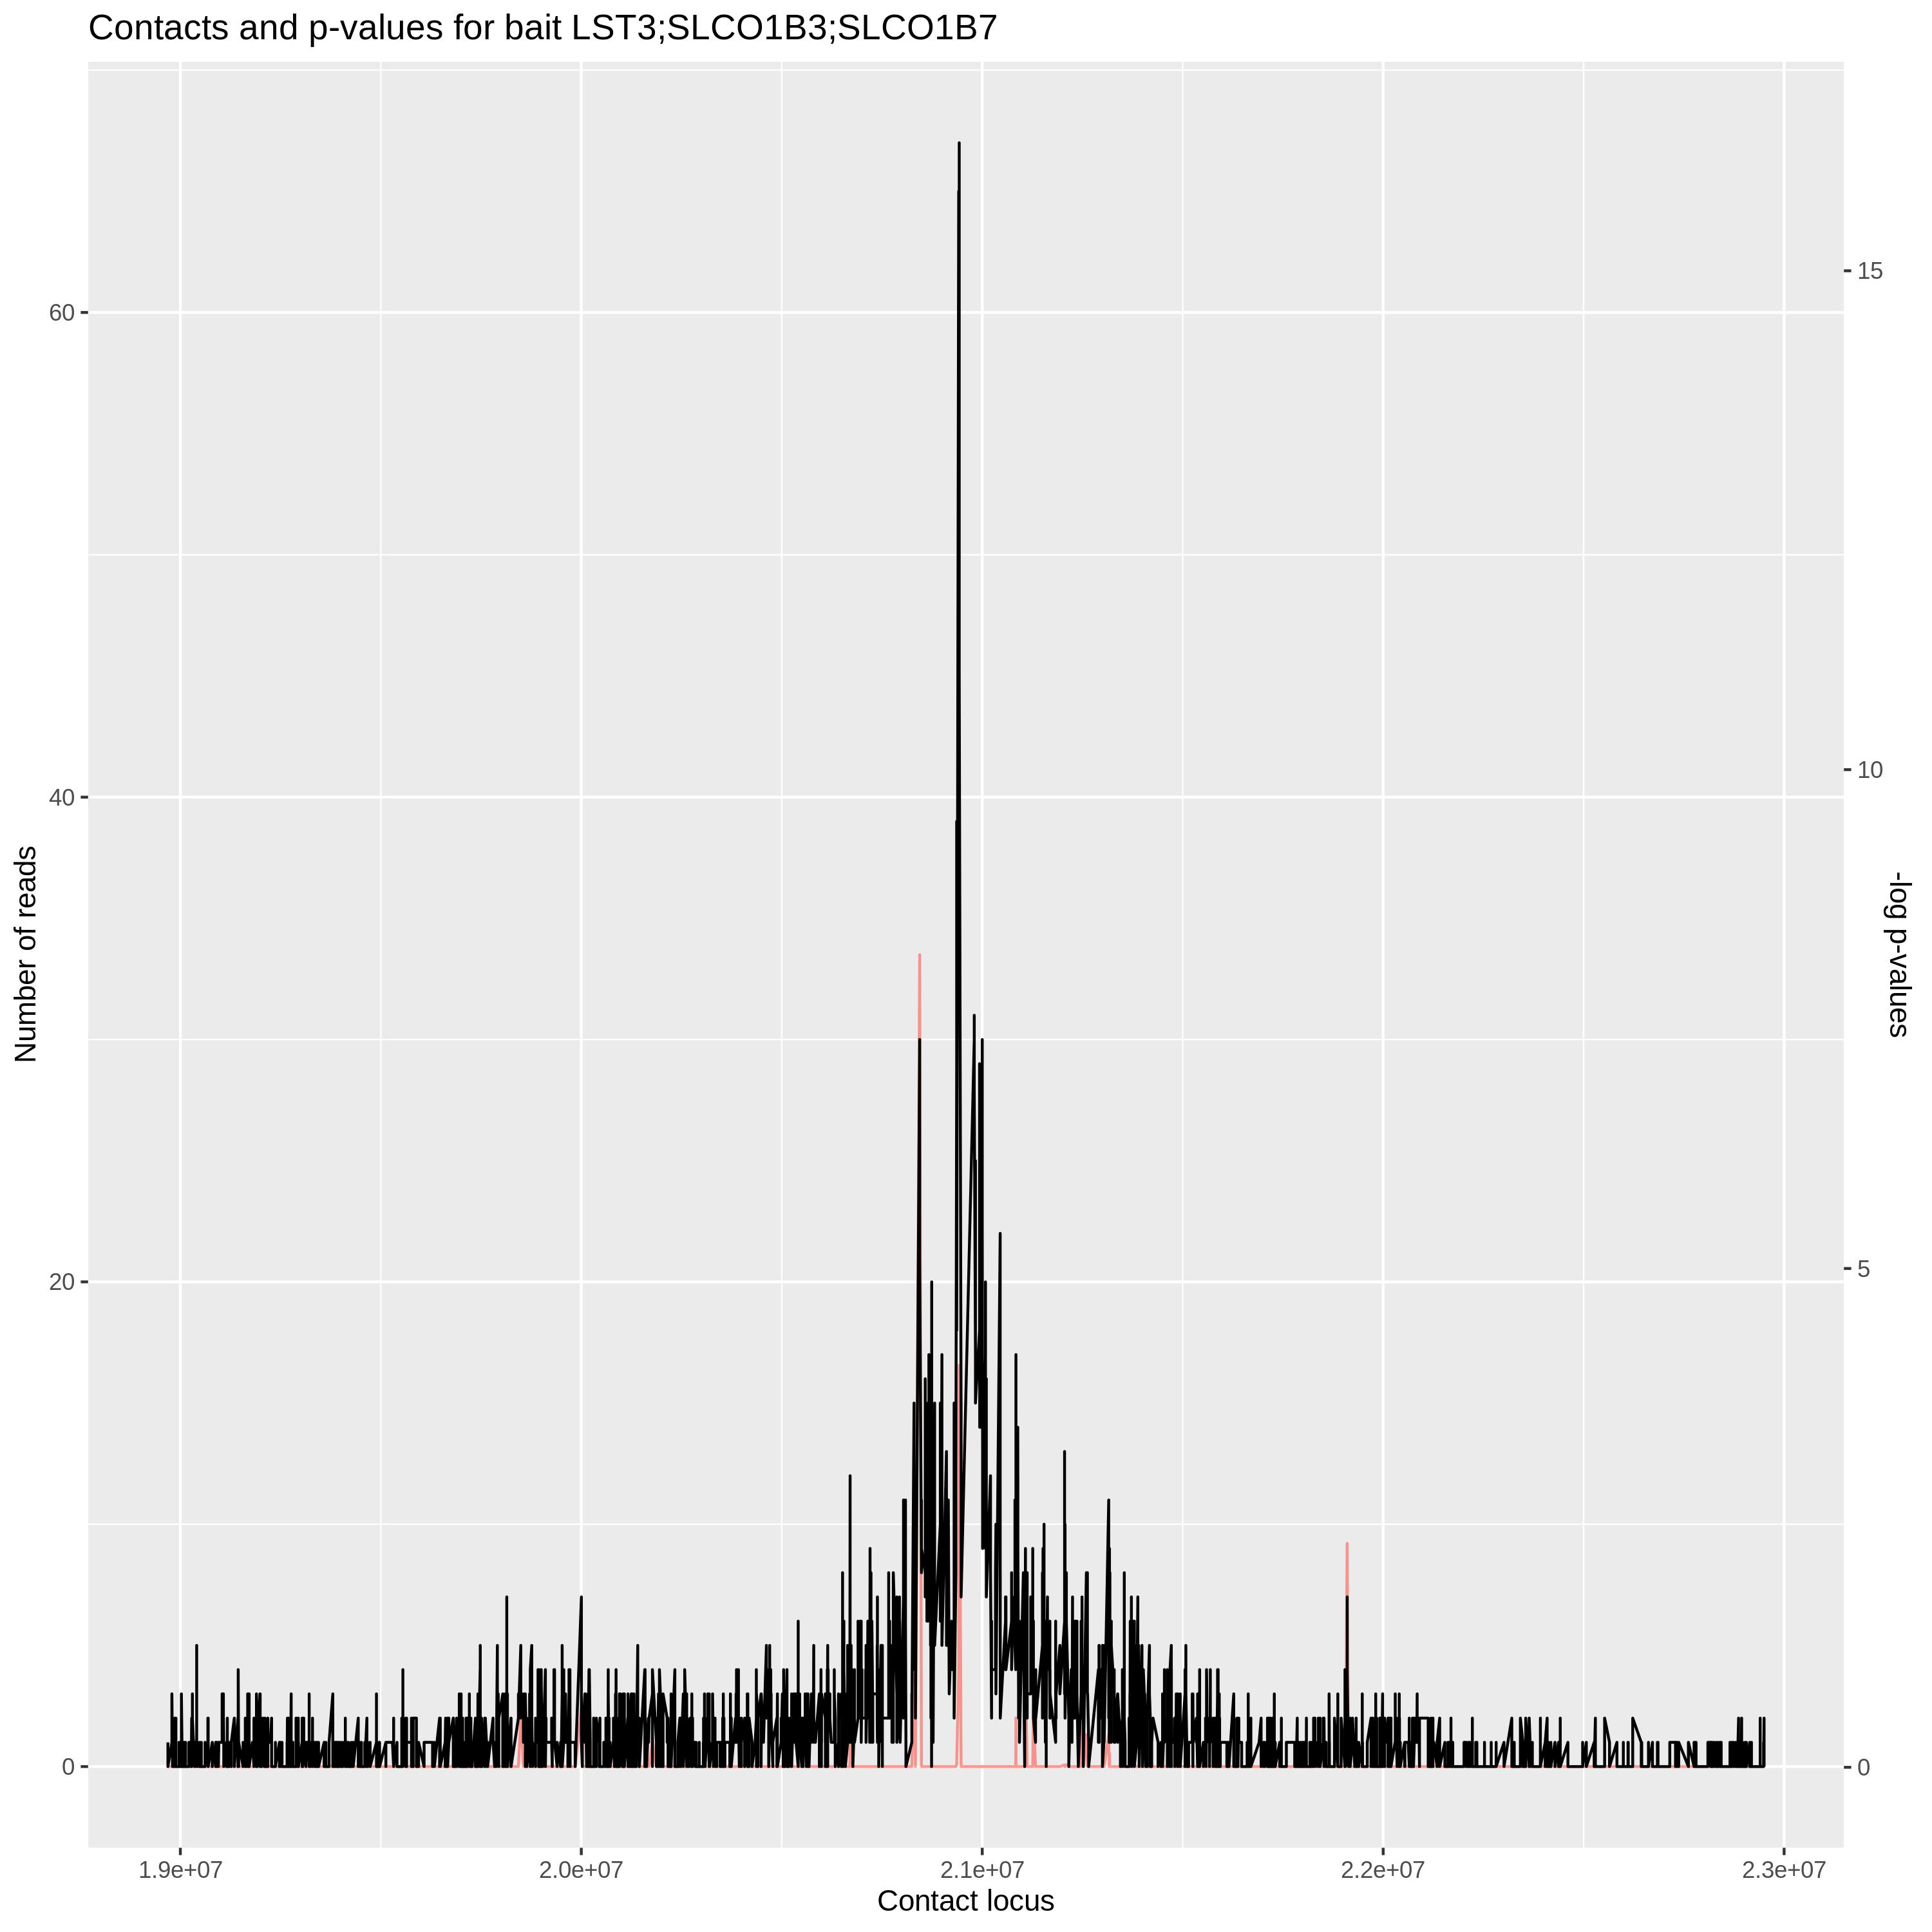 Contacts and p-values for bait LST3;SLCO1B3;SLCO1B7
60
40
20
0
Number of reads
15
10
5
0
-log p-values
1.9e+07
2.0e+07
2.1e+07
2.2e+07
2.3e+07
Contact locus